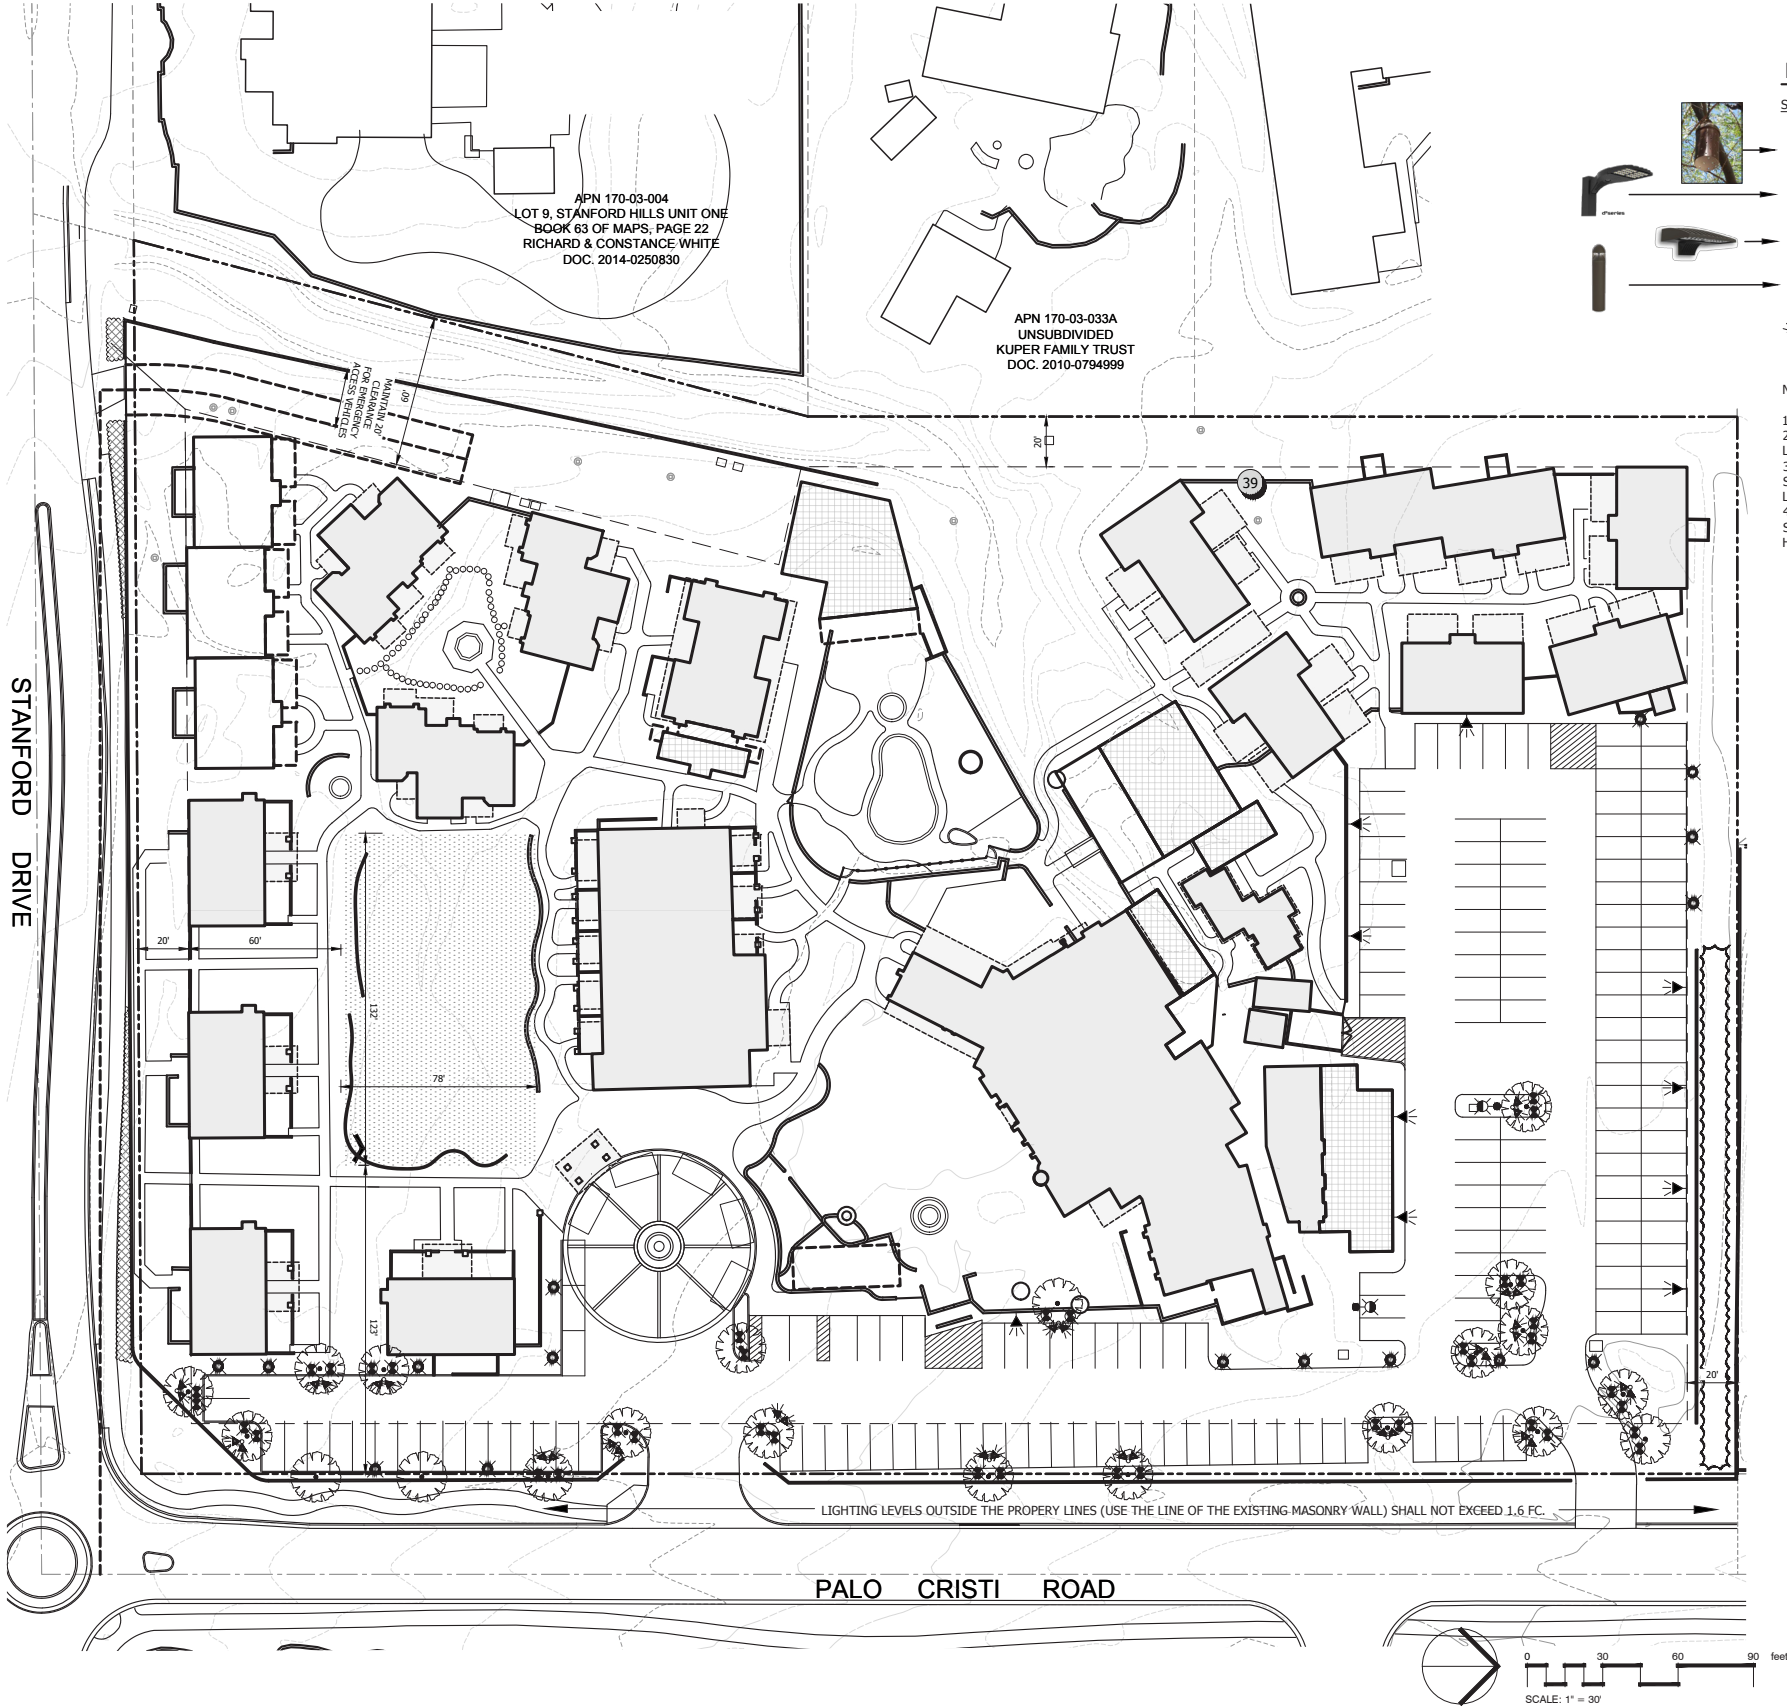 APN 170-03-004
LOT 9, STANFORD HILLS UNIT ONE
BOOK 63 OF MAPS, PAGE 22
RICHARD & CONSTANCE WHITE
DOC. 2014-0250830
APN 170-03-033A
UNSUBDIVIDED
KUPER FAMILY TRUST
DOC. 2010-0794999
d"series
MAINTAIN 20'
CLEARANCE
FOR EMERGENCY
ACCESS VEHICLES
60'
20'
39
STANFORD DRIVE
20'
60'
132'
78'
123'
20'
LIGHTING LEVELS OUTSIDE THE PROPERY LINES (USE THE LINE OF THE EXISTING MASONRY WALL) SHALL NOT EXCEED 1.6 FC.
PALO CRISTI ROAD
0 30 60 90 feet
SCALE: 1" = 30'